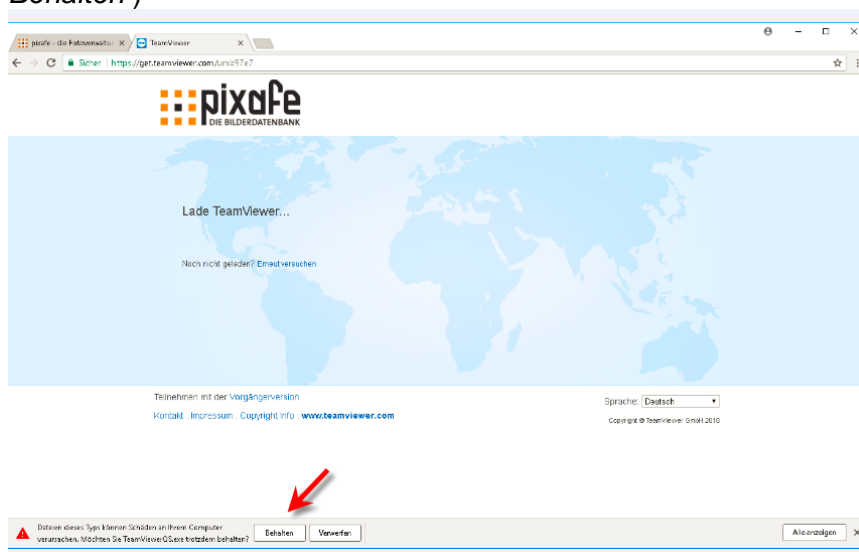 Behalten )
pixafe - die Fotoverwaltu
TeamViewer
Sicher https://get.teamviewer.com/umb97e7
pixafe
DIE BILDERDATENBANK
Lade TeamViewer...
Noch nicht geladen? Erneut versuchen
Teilnehmen mit der Vorgängerversion
Kontakt . Impressum . Copyright Info . www.teamviewer.com
Sprache: Deutsch
Copyright © TeamViewer GmbH 2018
Dateien dieses Typs können Schäden an Ihrem Computer
verursachen. Möchten Sie TeamViewerQS.exe trotzdem behalten?
Behalten
Verwerfen
Alle anzeigen